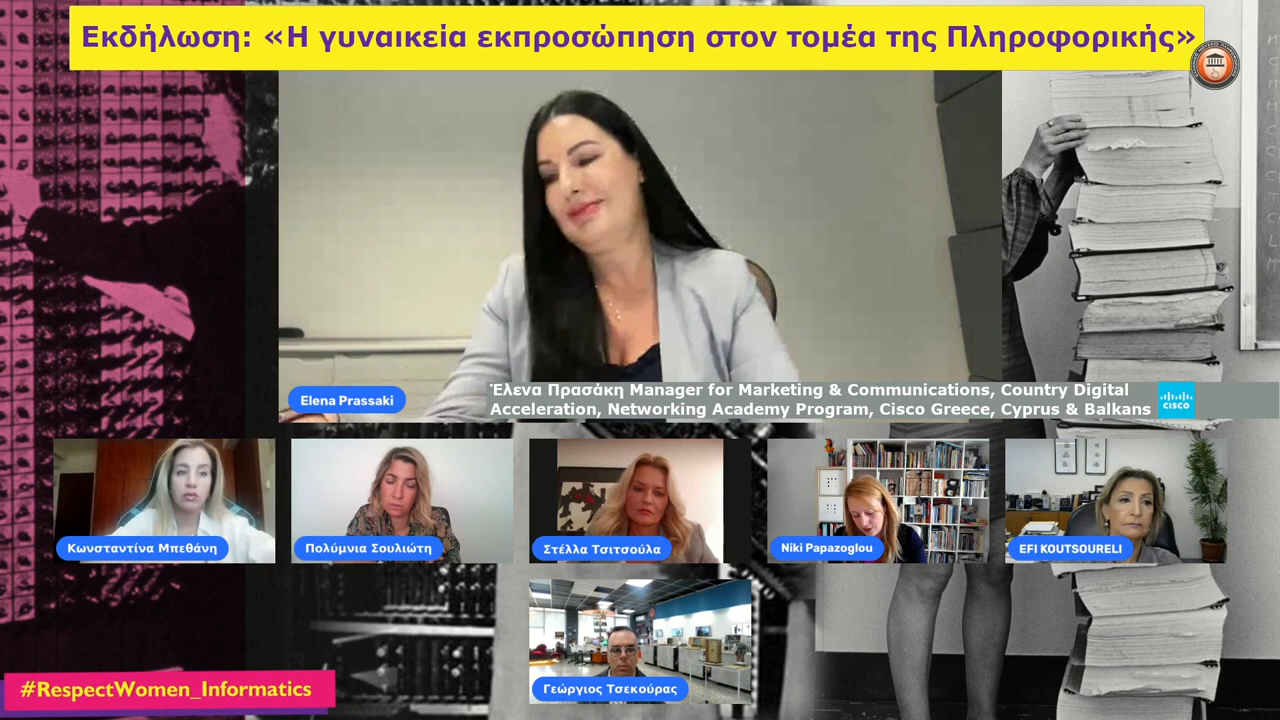 Εκδήλωση: «Η γυναικεία εκπροσώπηση στον τομέα της Πληροφορικής»
Elena Prassaki
Έλενα Πρασάκη Manager for Marketing & Communications, Country Digital
Acceleration, Networking Academy Program, Cisco Greece, Cyprus & Balkans
CISCO
Κωνσταντίνα Μπεθάνη
Πολύμνια Σουλιώτη
Στέλλα Τσιτσούλα
Niki Papazoglou
EFI KOUTSOURELI
Γεώργιος Τσεκούρας
#RespectWomen_Informatics